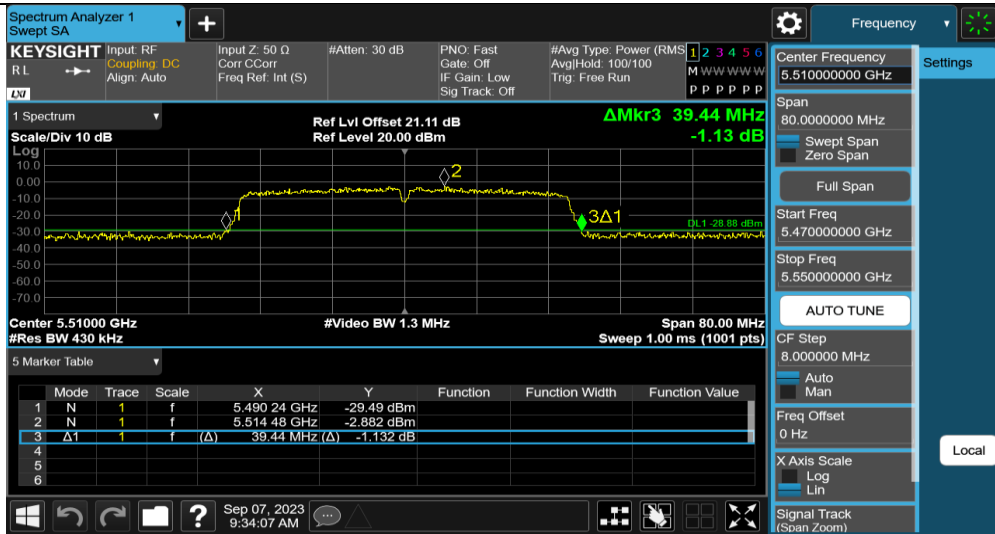 Spectrum Analyzer 1
Swept SA
Frequency
KEYSIGHT
R L
LXI
Input: RF
Coupling: DC
Align: Auto
Input Z: 50 Ω
Corr CCorr
Freq Ref: Int (S)
#Atten: 30 dB
PNO: Fast
Gate: Off
IF Gain: Low
Sig Track: Off
#Avg Type: Power (RMS
Avg|Hold: 100/100
Trig: Free Run
1 2 3 4 5 6
M W W W W W
P P P P P P
1 Spectrum
Scale/Div 10 dB
Ref Lvl Offset 21.11 dB
Ref Level 20.00 dBm
ΔMkr3 39.44 MHz
-1.13 dB
Log
10.0
0.00
-10.0
-20.0
-30.0
-40.0
-50.0
-60.0
-70.0
1
2
3Δ1
DL1 -28.88 dBm
Center 5.51000 GHz
#Res BW 430 kHz
#Video BW 1.3 MHz
Span 80.00 MHz
Sweep 1.00 ms (1001 pts)
5 Marker Table
Mode Trace Scale X Y Function Function Width Function Value
1 N 1 f 5.490 24 GHz -29.49 dBm
2 N 1 f 5.514 48 GHz -2.882 dBm
3 Δ1 1 f (Δ) 39.44 MHz (Δ) -1.132 dB
4
5
6
Sep 07, 2023
9:34:07 AM
Center Frequency
5.510000000 GHz
Span
80.0000000 MHz
Swept Span
Zero Span
Full Span
Start Freq
5.470000000 GHz
Stop Freq
5.550000000 GHz
AUTO TUNE
CF Step
8.000000 MHz
Auto
Man
Freq Offset
0 Hz
X Axis Scale
Log
Lin
Signal Track
(Span Zoom)
Settings
Local